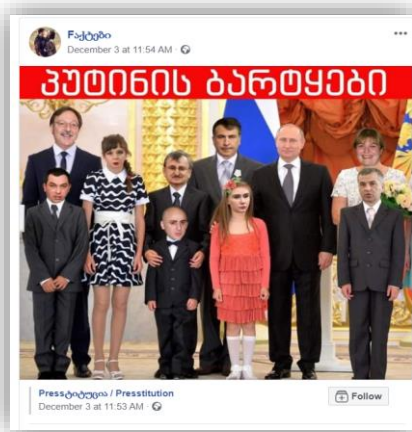 Fაქტები
December 3 at 11:54 AM ·
პუტინის ბარტყები
Pressტიტუცია / Presstitution
December 3 at 11:53 AM ·
Follow